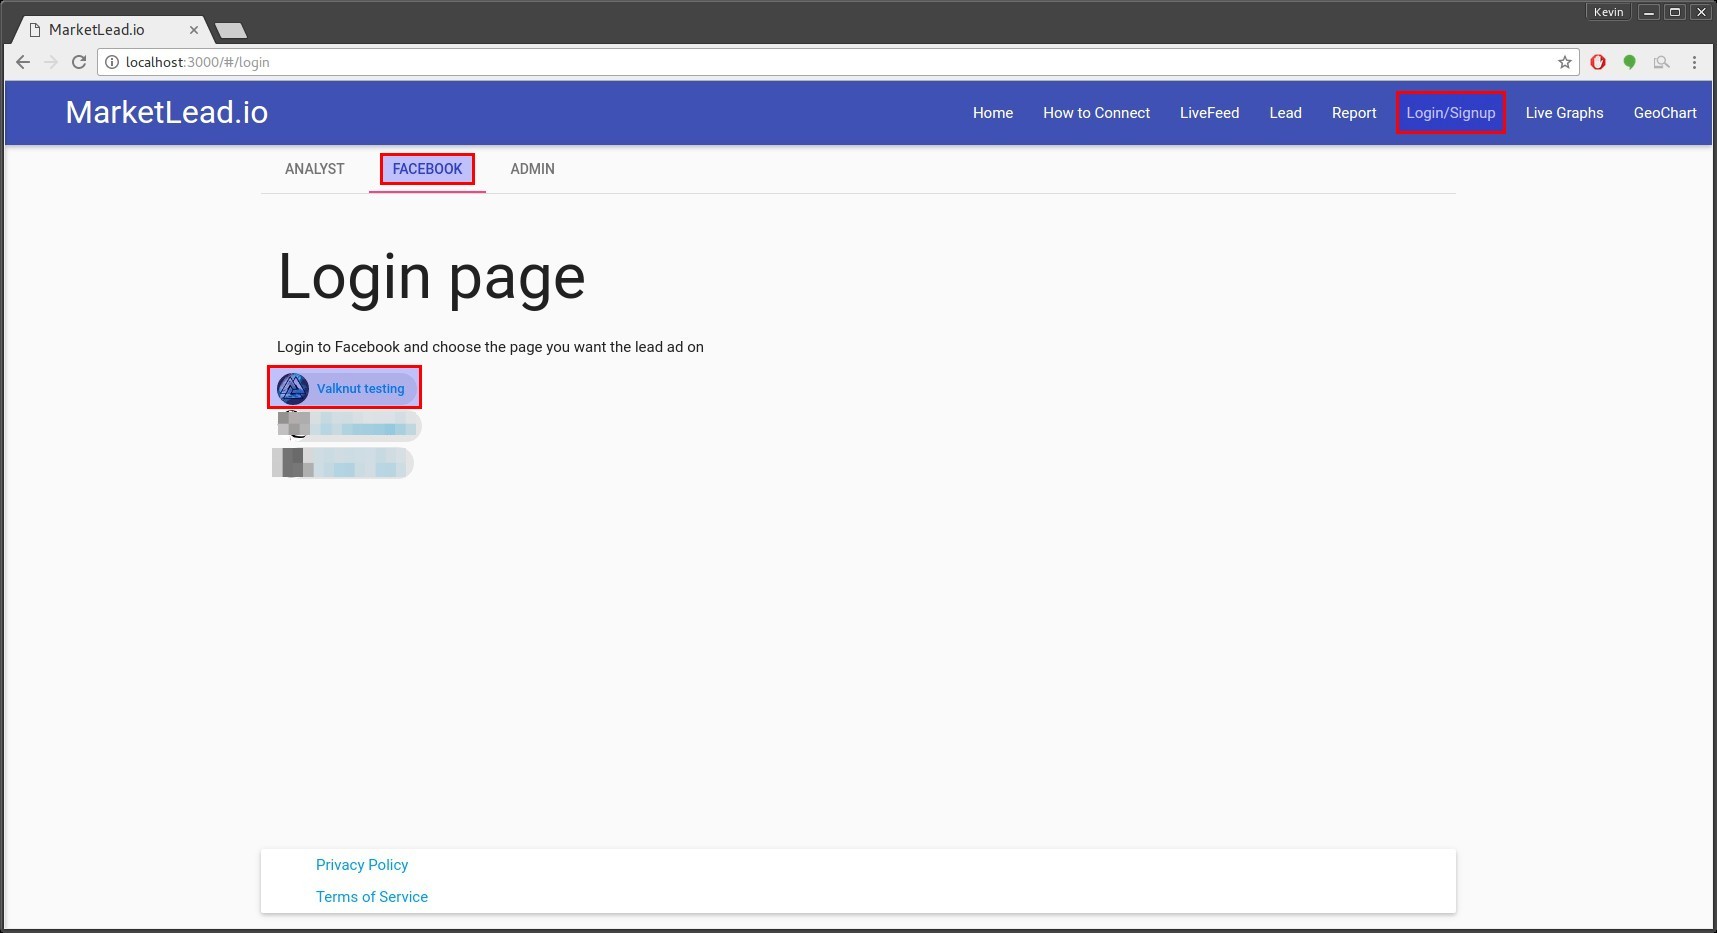 Kevin
MarketLead.io
localhost:3000/#/login
MarketLead.io Home How to Connect LiveFeed Lead Report Login/Signup Live Graphs GeoChart
ANALYST FACEBOOK ADMIN
Login page
Login to Facebook and choose the page you want the lead ad on
Valknut testing
Privacy Policy
Terms of Service